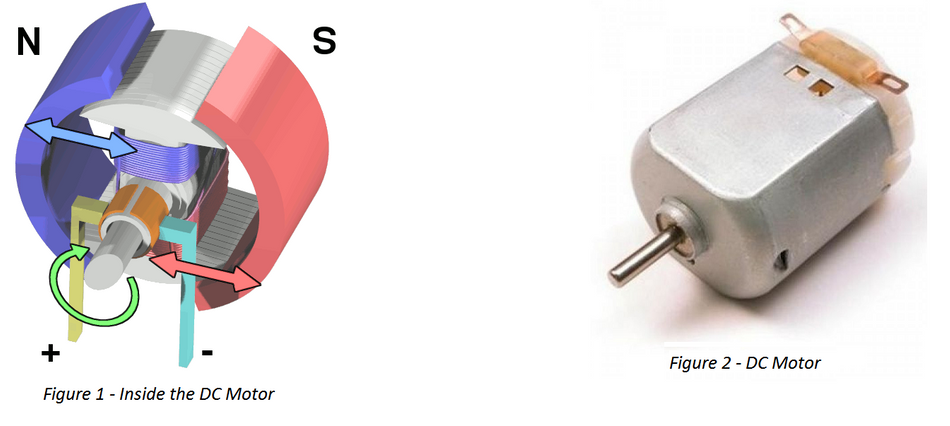 N
S
+
-
Figure 1 - Inside the DC Motor
Figure 2 - DC Motor